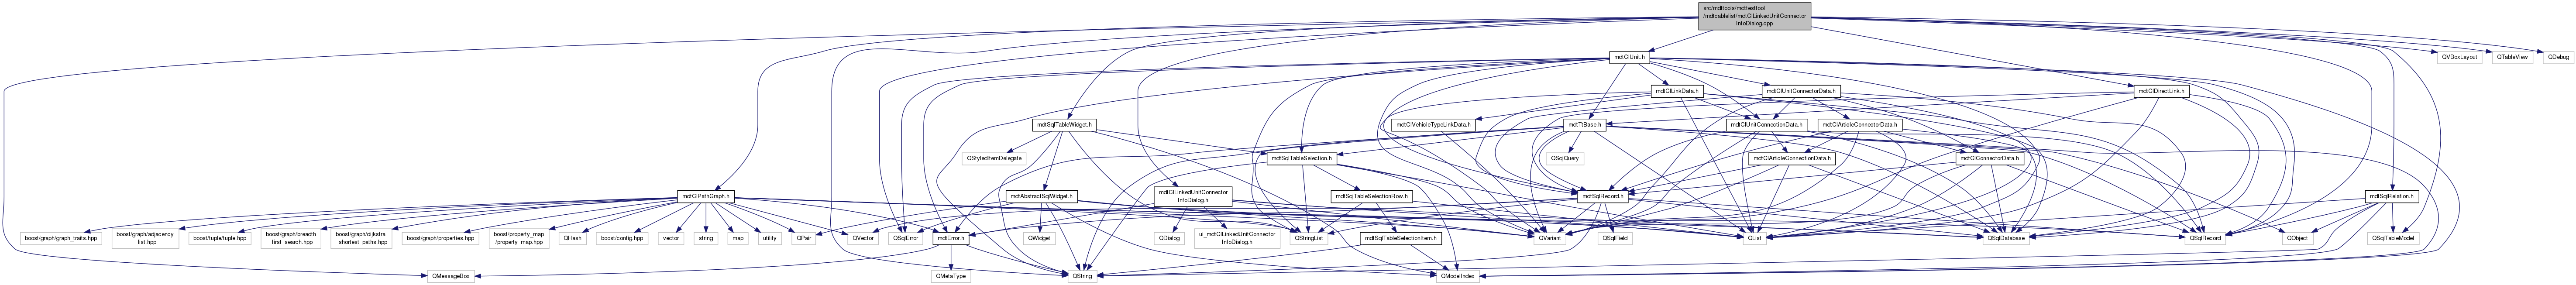 src/mdttools/mdttesttool
/mdtcablelist/mdtClLinkedUnitConnector
InfoDialog.cpp
mdtClUnit.h
QVBoxLayout
QTableView
QDebug
mdtClLinkData.h
mdtClUnitConnectorData.h
mdtClDirectLink.h
mdtSqlTableWidget.h
mdtClVehicleTypeLinkData.h
mdtTtBase.h
mdtClUnitConnectionData.h
mdtClArticleConnectorData.h
QStyledItemDelegate
mdtSqlTableSelection.h
QSqlQuery
mdtClArticleConnectionData.h
mdtClConnectorData.h
mdtClPathGraph.h
mdtAbstractSqlWidget.h
mdtClLinkedUnitConnector
InfoDialog.h
mdtSqlTableSelectionRow.h
mdtSqlRecord.h
mdtSqlRelation.h
boost/graph/graph_traits.hpp
boost/graph/adjacency
_list.hpp
boost/tuple/tuple.hpp
boost/graph/breadth
_first_search.hpp
boost/graph/dijkstra
_shortest_paths.hpp
boost/graph/properties.hpp
boost/property_map
/property_map.hpp
QHash
boost/config.hpp
vector
string
map
utility
QPair
QVector
QSqlError
mdtError.h
QWidget
QDialog
ui_mdtClLinkedUnitConnector
InfoDialog.h
QStringList
mdtSqlTableSelectionItem.h
QVariant
QSqlField
QList
QSqlDatabase
QSqlRecord
QObject
QSqlTableModel
QMessageBox
QMetaType
QString
QModelIndex